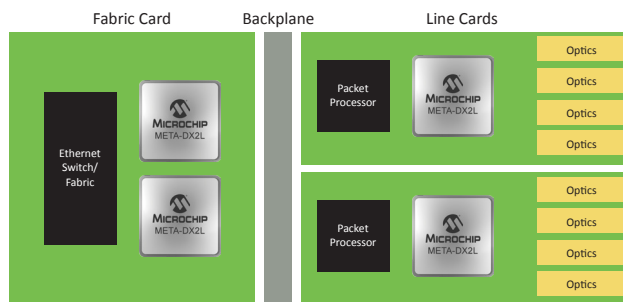 Fabric Card
Backplane
Line Cards
Ethernet
Switch/
Fabric
MICROCHIP
META-DX2L
MICROCHIP
META-DX2L
Packet
Processor
MICROCHIP
META-DX2L
Optics
Optics
Optics
Optics
Packet
Processor
MICROCHIP
META-DX2L
Optics
Optics
Optics
Optics